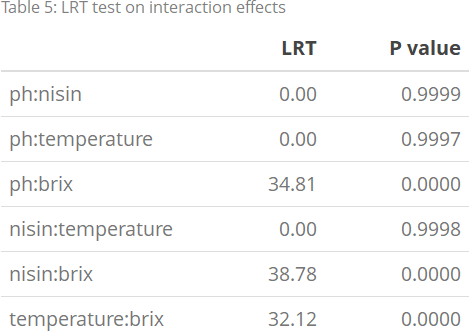 Table 5: LRT test on interaction effects
LRT P value
ph:nisin 0.00 0.9999
ph:temperature 0.00 0.9997
ph:brix 34.81 0.0000
nisin:temperature 0.00 0.9998
nisin:brix 38.78 0.0000
temperature:brix 32.12 0.0000